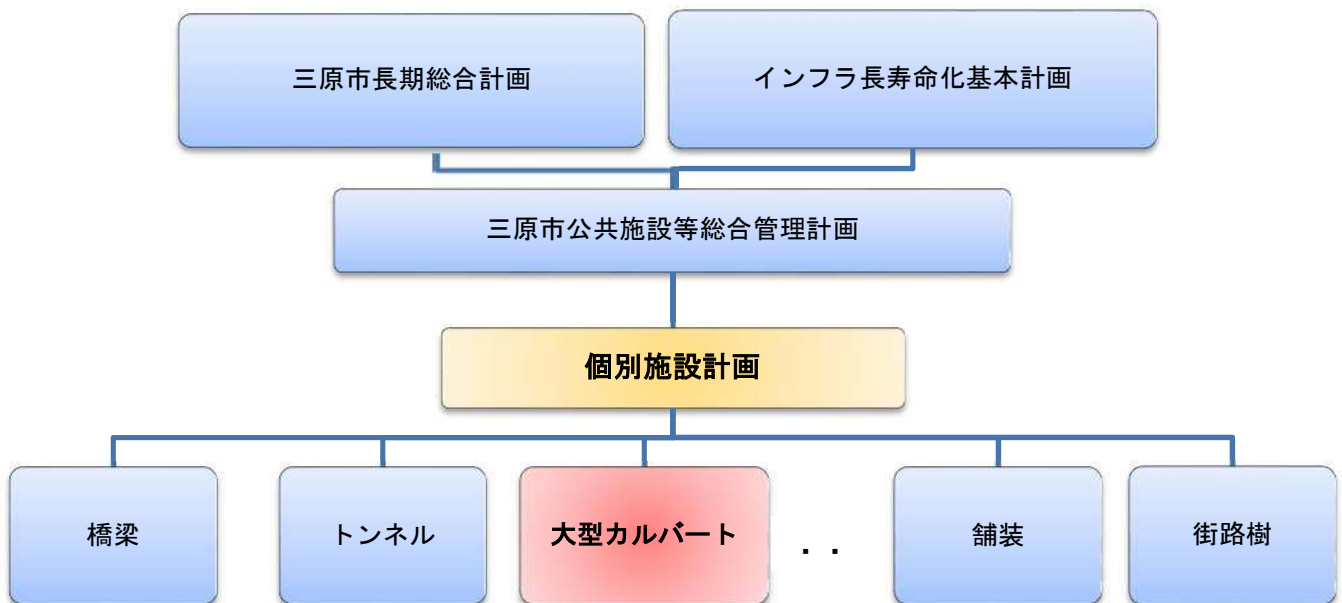 三原市長期総合計画
インフラ長寿命化基本計画
三原市公共施設等総合管理計画
個別施設計画
橋梁
トンネル
大型カルバート
. .
舗装
街路樹